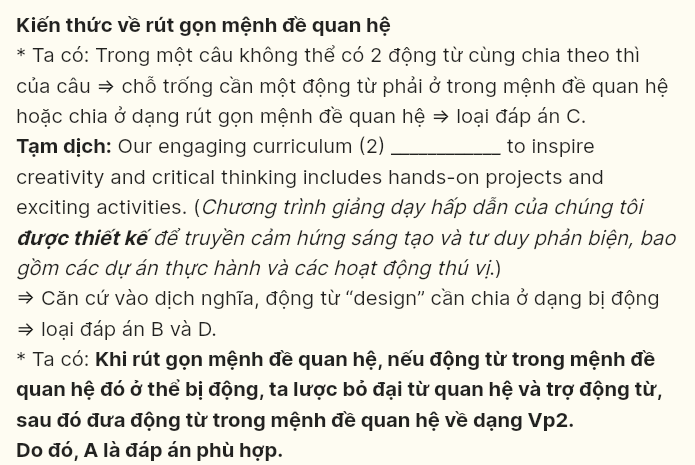 Kiến thức về rút gọn mệnh đề quan hệ
* Ta có: Trong một câu không thể có 2 động từ cùng chia theo thì
của câu ⇒ chỗ trống cần một động từ phải ở trong mệnh đề quan hệ
hoặc chia ở dạng rút gọn mệnh đề quan hệ ⇒ loại đáp án C.
Tạm dịch: Our engaging curriculum (2) ____________ to inspire
creativity and critical thinking includes hands-on projects and
exciting activities. (Chương trình giảng dạy hấp dẫn của chúng tôi
được thiết kế để truyền cảm hứng sáng tạo và tư duy phản biện, bao
gồm các dự án thực hành và các hoạt động thú vị.)
⇒ Căn cứ vào dịch nghĩa, động từ “design” cần chia ở dạng bị động
⇒ loại đáp án B và D.
* Ta có: Khi rút gọn mệnh đề quan hệ, nếu động từ trong mệnh đề
quan hệ đó ở thể bị động, ta lược bỏ đại từ quan hệ và trợ động từ,
sau đó đưa động từ trong mệnh đề quan hệ về dạng Vp2.
Do đó, A là đáp án phù hợp.